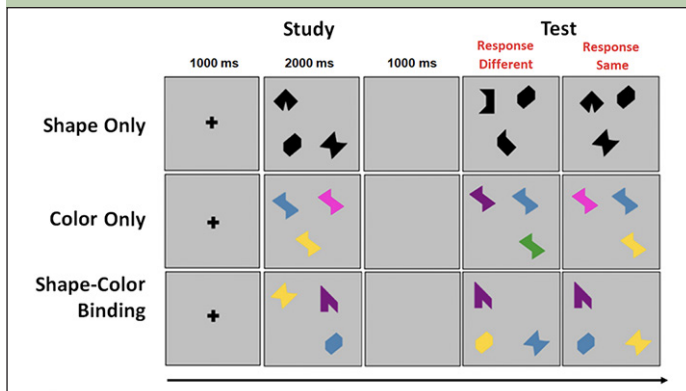 Study
Test
Response
Different
Response
Same
1000 ms
2000 ms
1000 ms
Shape Only
Color Only
Shape-Color
Binding